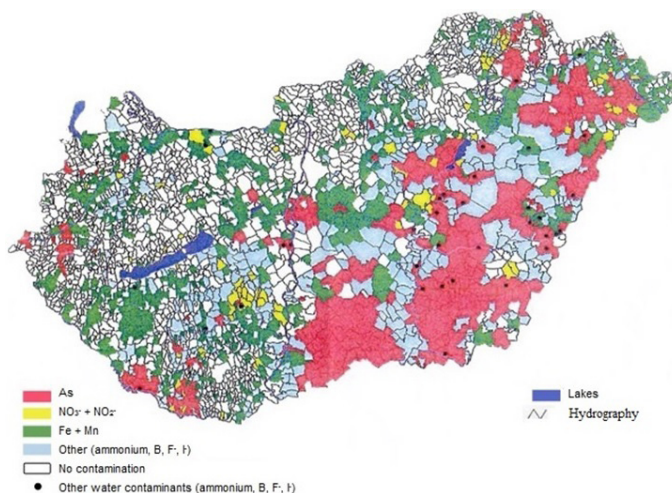 As
NO₃⁻ + NO₂⁻
Fe + Mn
Other (ammonium, B, F⁻, I⁻)
No contamination
Other water contaminants (ammonium, B, F⁻, I⁻)
Lakes
Hydrography